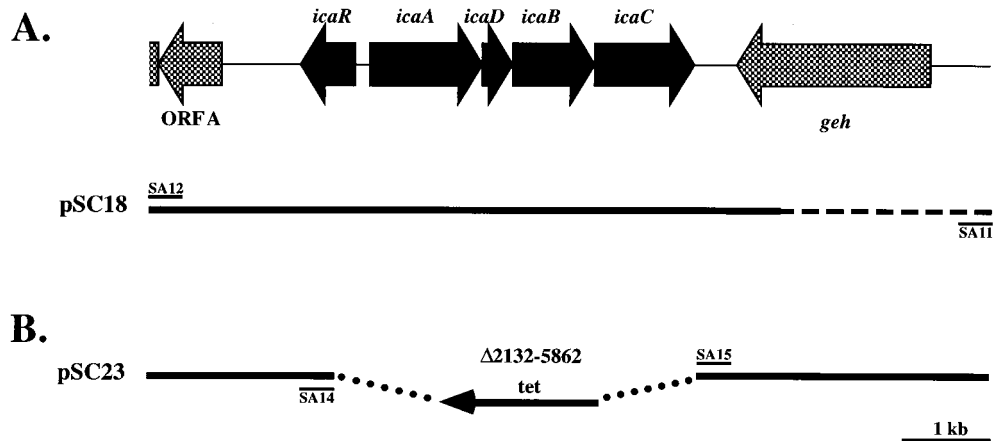 A.
icaR icaA icaD icaB icaC
ORFA
geh
SA12
pSC18
SA11
B.
Δ2132-5862
SA15
pSC23
tet
SA14
1 kb